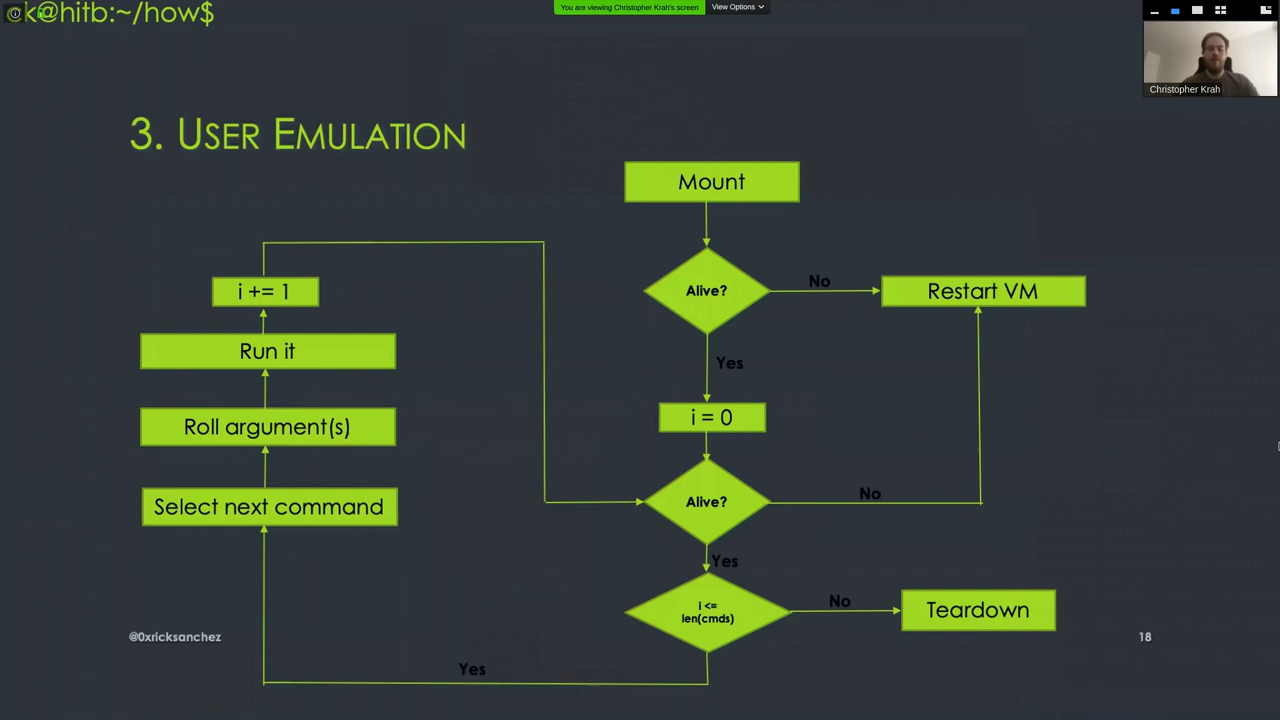 ck@hitb:~/how$
You are viewing Christopher Krah's screen
View Options
Christopher Krah
3. User Emulation
Mount
i += 1
Alive?
No
Restart VM
Run it
Yes
Roll argument(s)
i = 0
Select next command
Alive?
No
Yes
i <=
len(cmds)
No
Teardown
@0xricksanchez
18
Yes